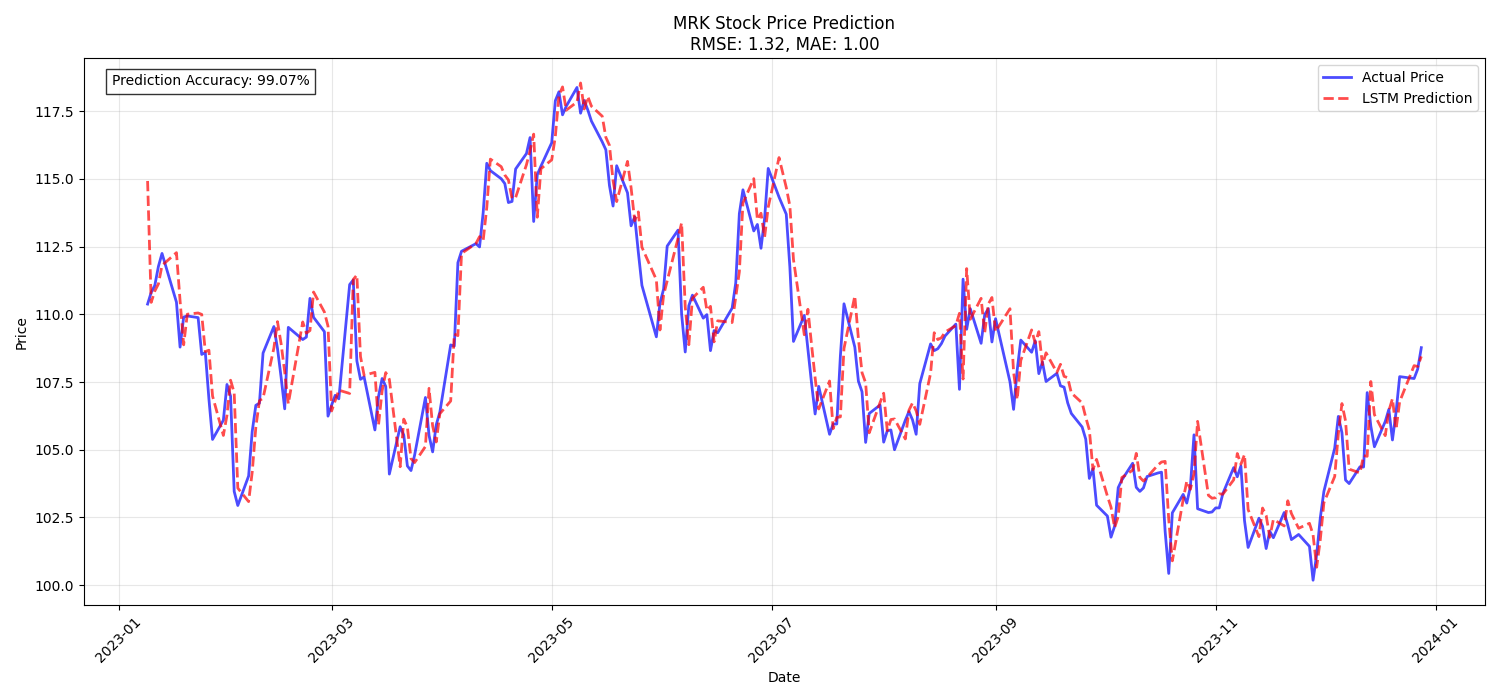 MRK Stock Price Prediction
RMSE: 1.32, MAE: 1.00
Prediction Accuracy: 99.07%
Actual Price
LSTM Prediction
Price
117.5
115.0
112.5
110.0
107.5
105.0
102.5
100.0
2023-01
2023-03
2023-05
2023-07
2023-09
2023-11
2024-01
Date